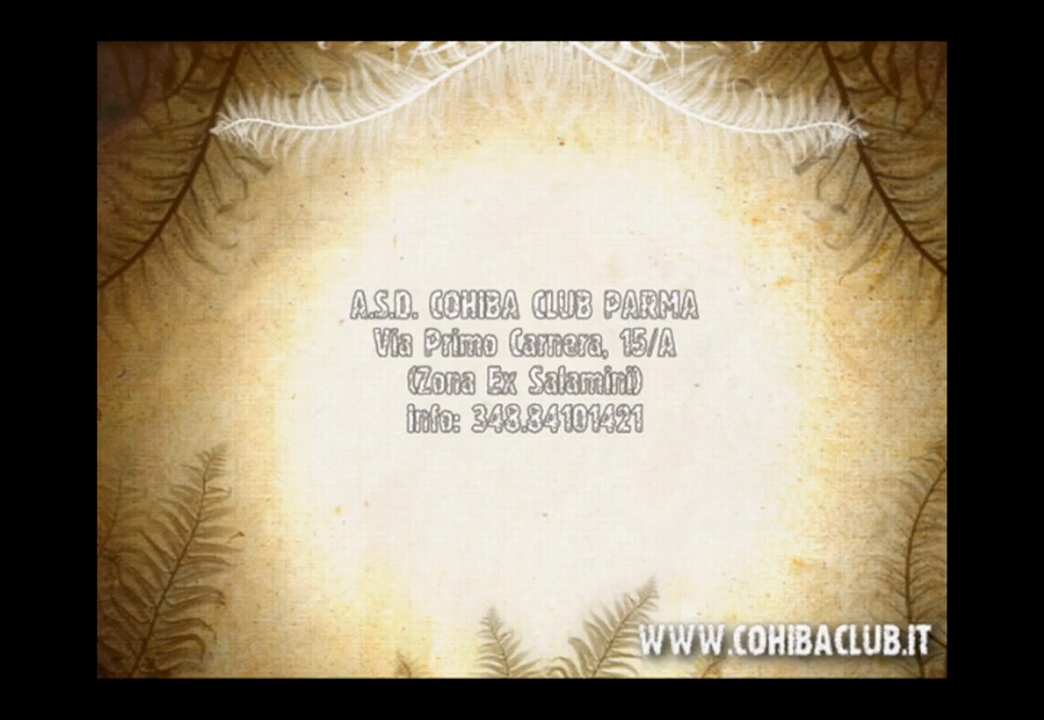 A.S.D. COHIBA CLUB PARMA
Via Primo Carnera, 15/A
(Zona Ex Salamini)
info: 348.84101421
WWW.COHIBACLUB.IT